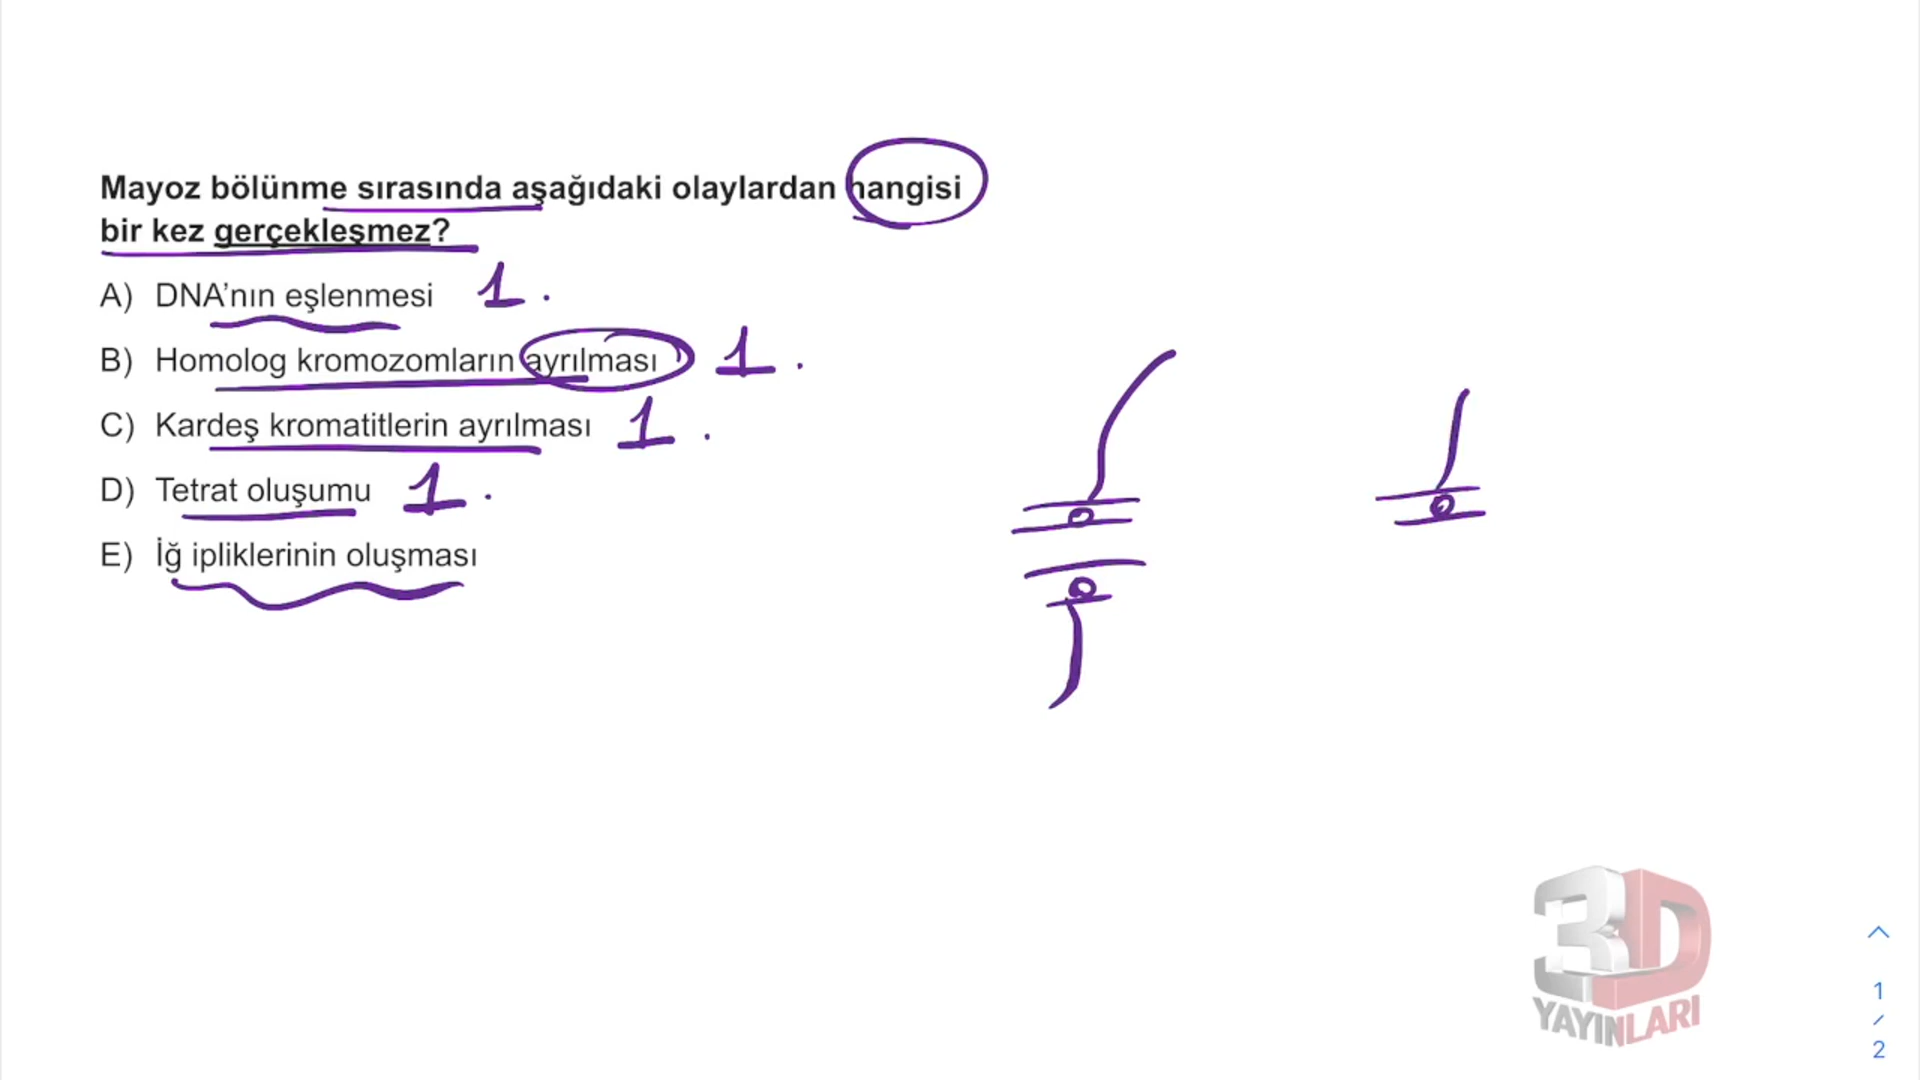 Mayoz bölünme sırasında aşağıdaki olaylardan hangisi
bir kez gerçekleşmez?
A) DNA'nın eşlenmesi 1.
B) Homolog kromozomların ayrılması 1.
C) Kardeş kromatitlerin ayrılması 1.
D) Tetrat oluşumu 1.
E) İğ ipliklerinin oluşması
3D
YAYINLARI
1
/
2